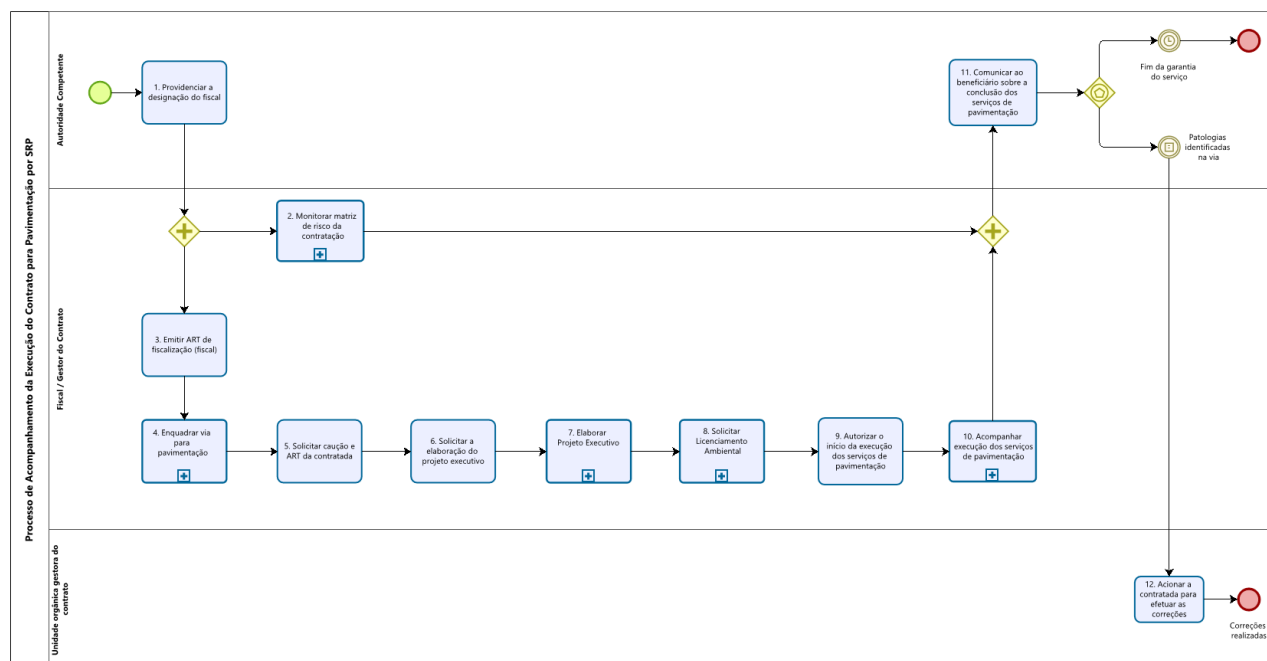 Processo de Acompanhamento da Execução do Contrato para Pavimentação por SRP
Autoridade Competente
1. Providenciar a
designação do fiscal
11. Comunicar ao
beneficiário sobre a
conclusão dos
serviços de
pavimentação
Fim da garantia
do serviço
Patologias
identificadas
na via
Fiscal / Gestor do Contrato
2. Monitorar matriz
de risco da
contratação
3. Emitir ART de
fiscalização (fiscal)
4. Enquadrar via
para
pavimentação
5. Solicitar caução e
ART da contratada
6. Solicitar a
elaboração do
projeto executivo
7. Elaborar
Projeto Executivo
8. Solicitar
Licenciamento
Ambiental
9. Autorizar o
início da execução
dos serviços de
pavimentação
10. Acompanhar
execução dos serviços
de pavimentação
Unidade orgânica gestora do
contrato
12. Acionar a
contratada para
efetuar as
correções
Correções
realizadas